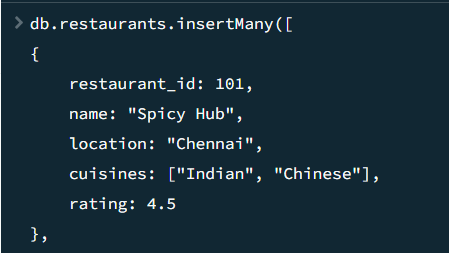 > db.restaurants.insertMany([
{
restaurant_id: 101,
name: "Spicy Hub",
location: "Chennai",
cuisines: ["Indian", "Chinese"],
rating: 4.5
},